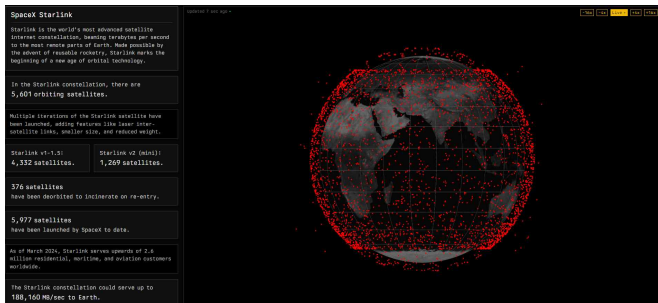 SpaceX Starlink
Starlink is the world's most advanced satellite
internet constellation, beaming terabytes per second
to the most remote parts of Earth. Made possible by
the advent of reusable rocketry, Starlink marks the
beginning of a new age of orbital technology.
In the Starlink constellation, there are
5,601 orbiting satellites.
Multiple iterations of the Starlink satellite have
been launched, adding features like laser inter-
satellite links, smaller size, and reduced weight.
Starlink v1-1.5: Starlink v2 (mini):
4,332 satellites. 1,269 satellites.
376 satellites
have been deorbited to incinerate on re-entry.
5,977 satellites
have been launched by SpaceX to date.
As of March 2024, Starlink serves upwards of 2.6
million residential, maritime, and aviation customers
worldwide.
The Starlink constellation could serve up to
188,160 MB/sec to Earth.